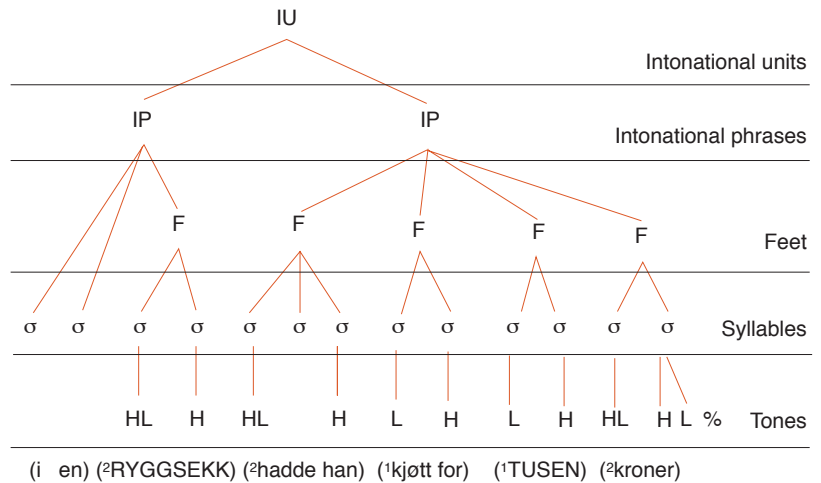 IU
Intonational units
IP IP
Intonational phrases
F F F F F
Feet
σ σ σ σ σ σ σ σ σ σ σ σ σ
Syllables
HL H HL H L H L H HL H L %
Tones
(i en) (²RYGGSEKK) (²hadde han) (¹kjøtt for) (¹TUSEN) (²kroner)